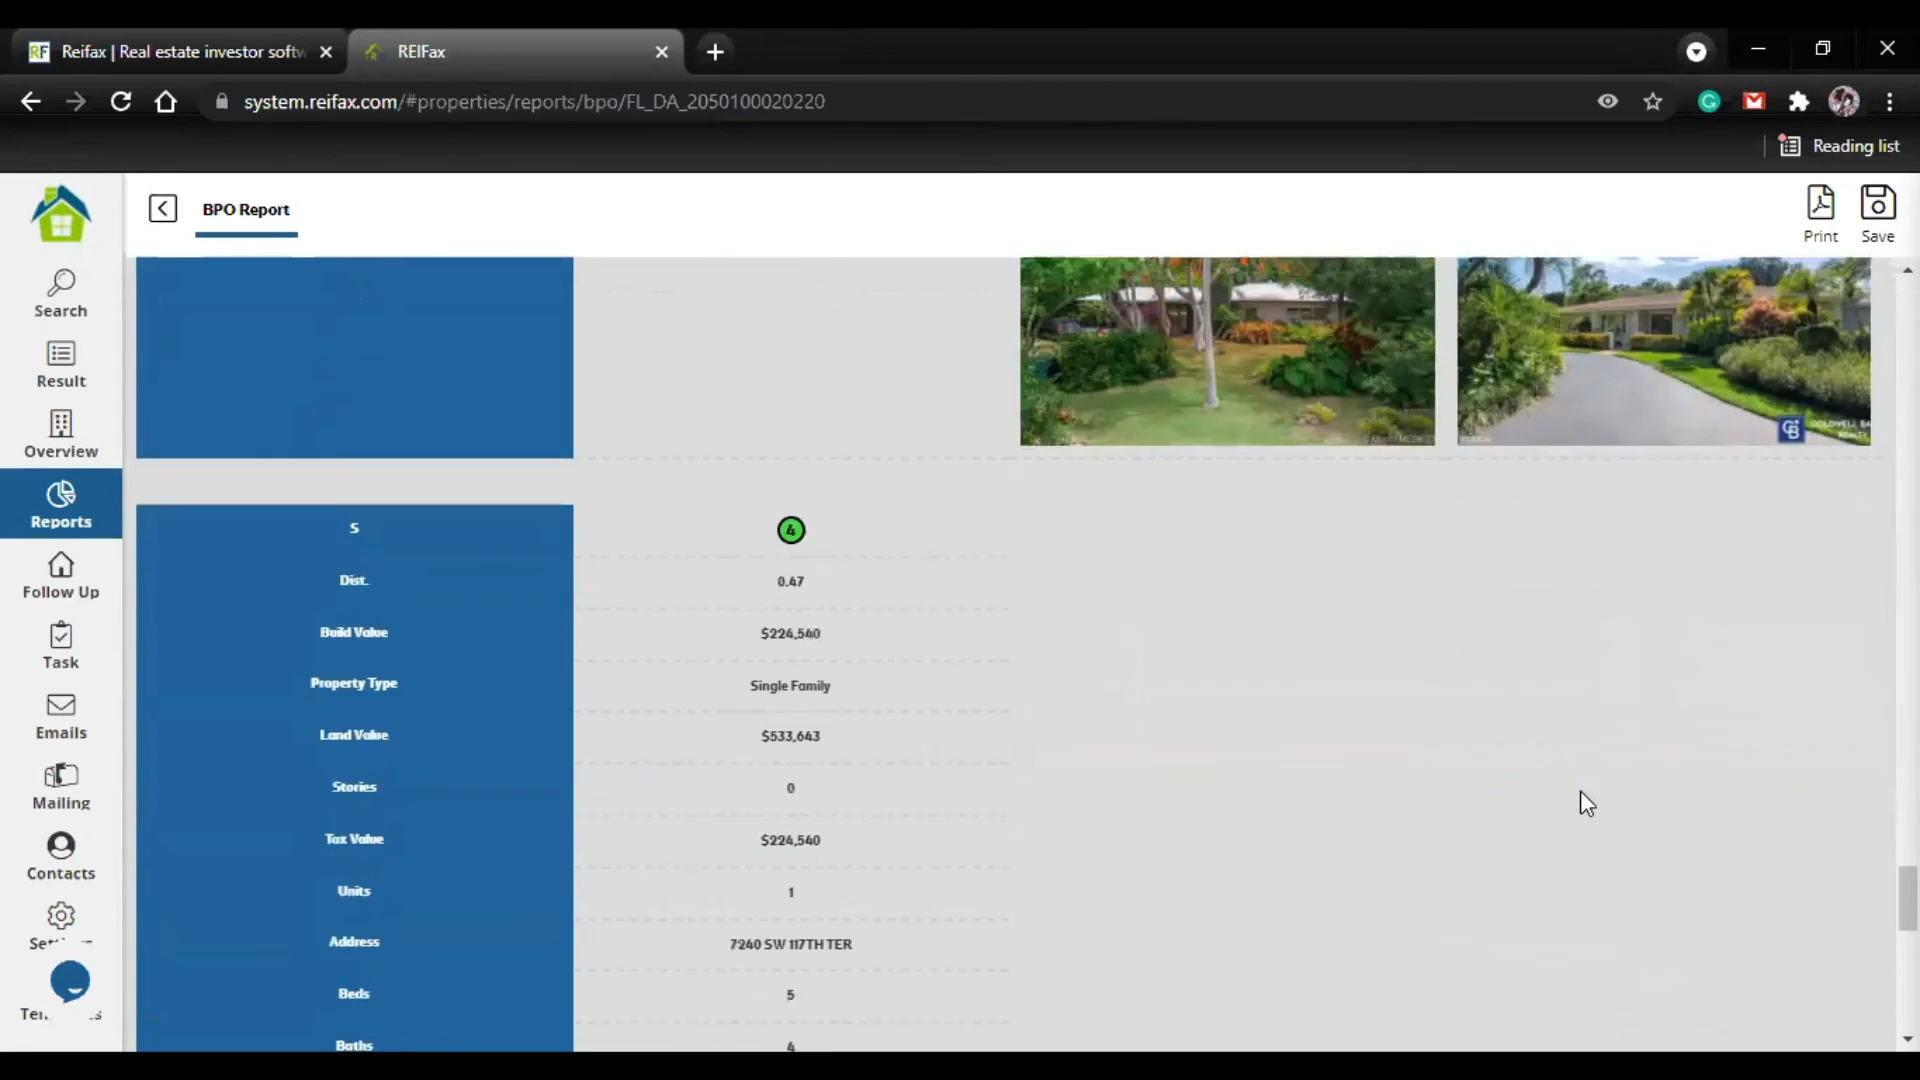 RF Reifax | Real estate investor softw
REIFax
system.reifax.com/#properties/reports/bpo/FL_DA_2050100020220
Reading list
BPO Report
Print
Save
Search
Result
Overview
Reports
Follow Up
Task
Emails
Mailing
Contacts
S 4
Dist. 0.47
Build Value $224,540
Property Type Single Family
Land Value $533,643
Stories 0
Tax Value $224,540
Units 1
Address 7240 SW 117TH TER
Beds 5
Baths 4